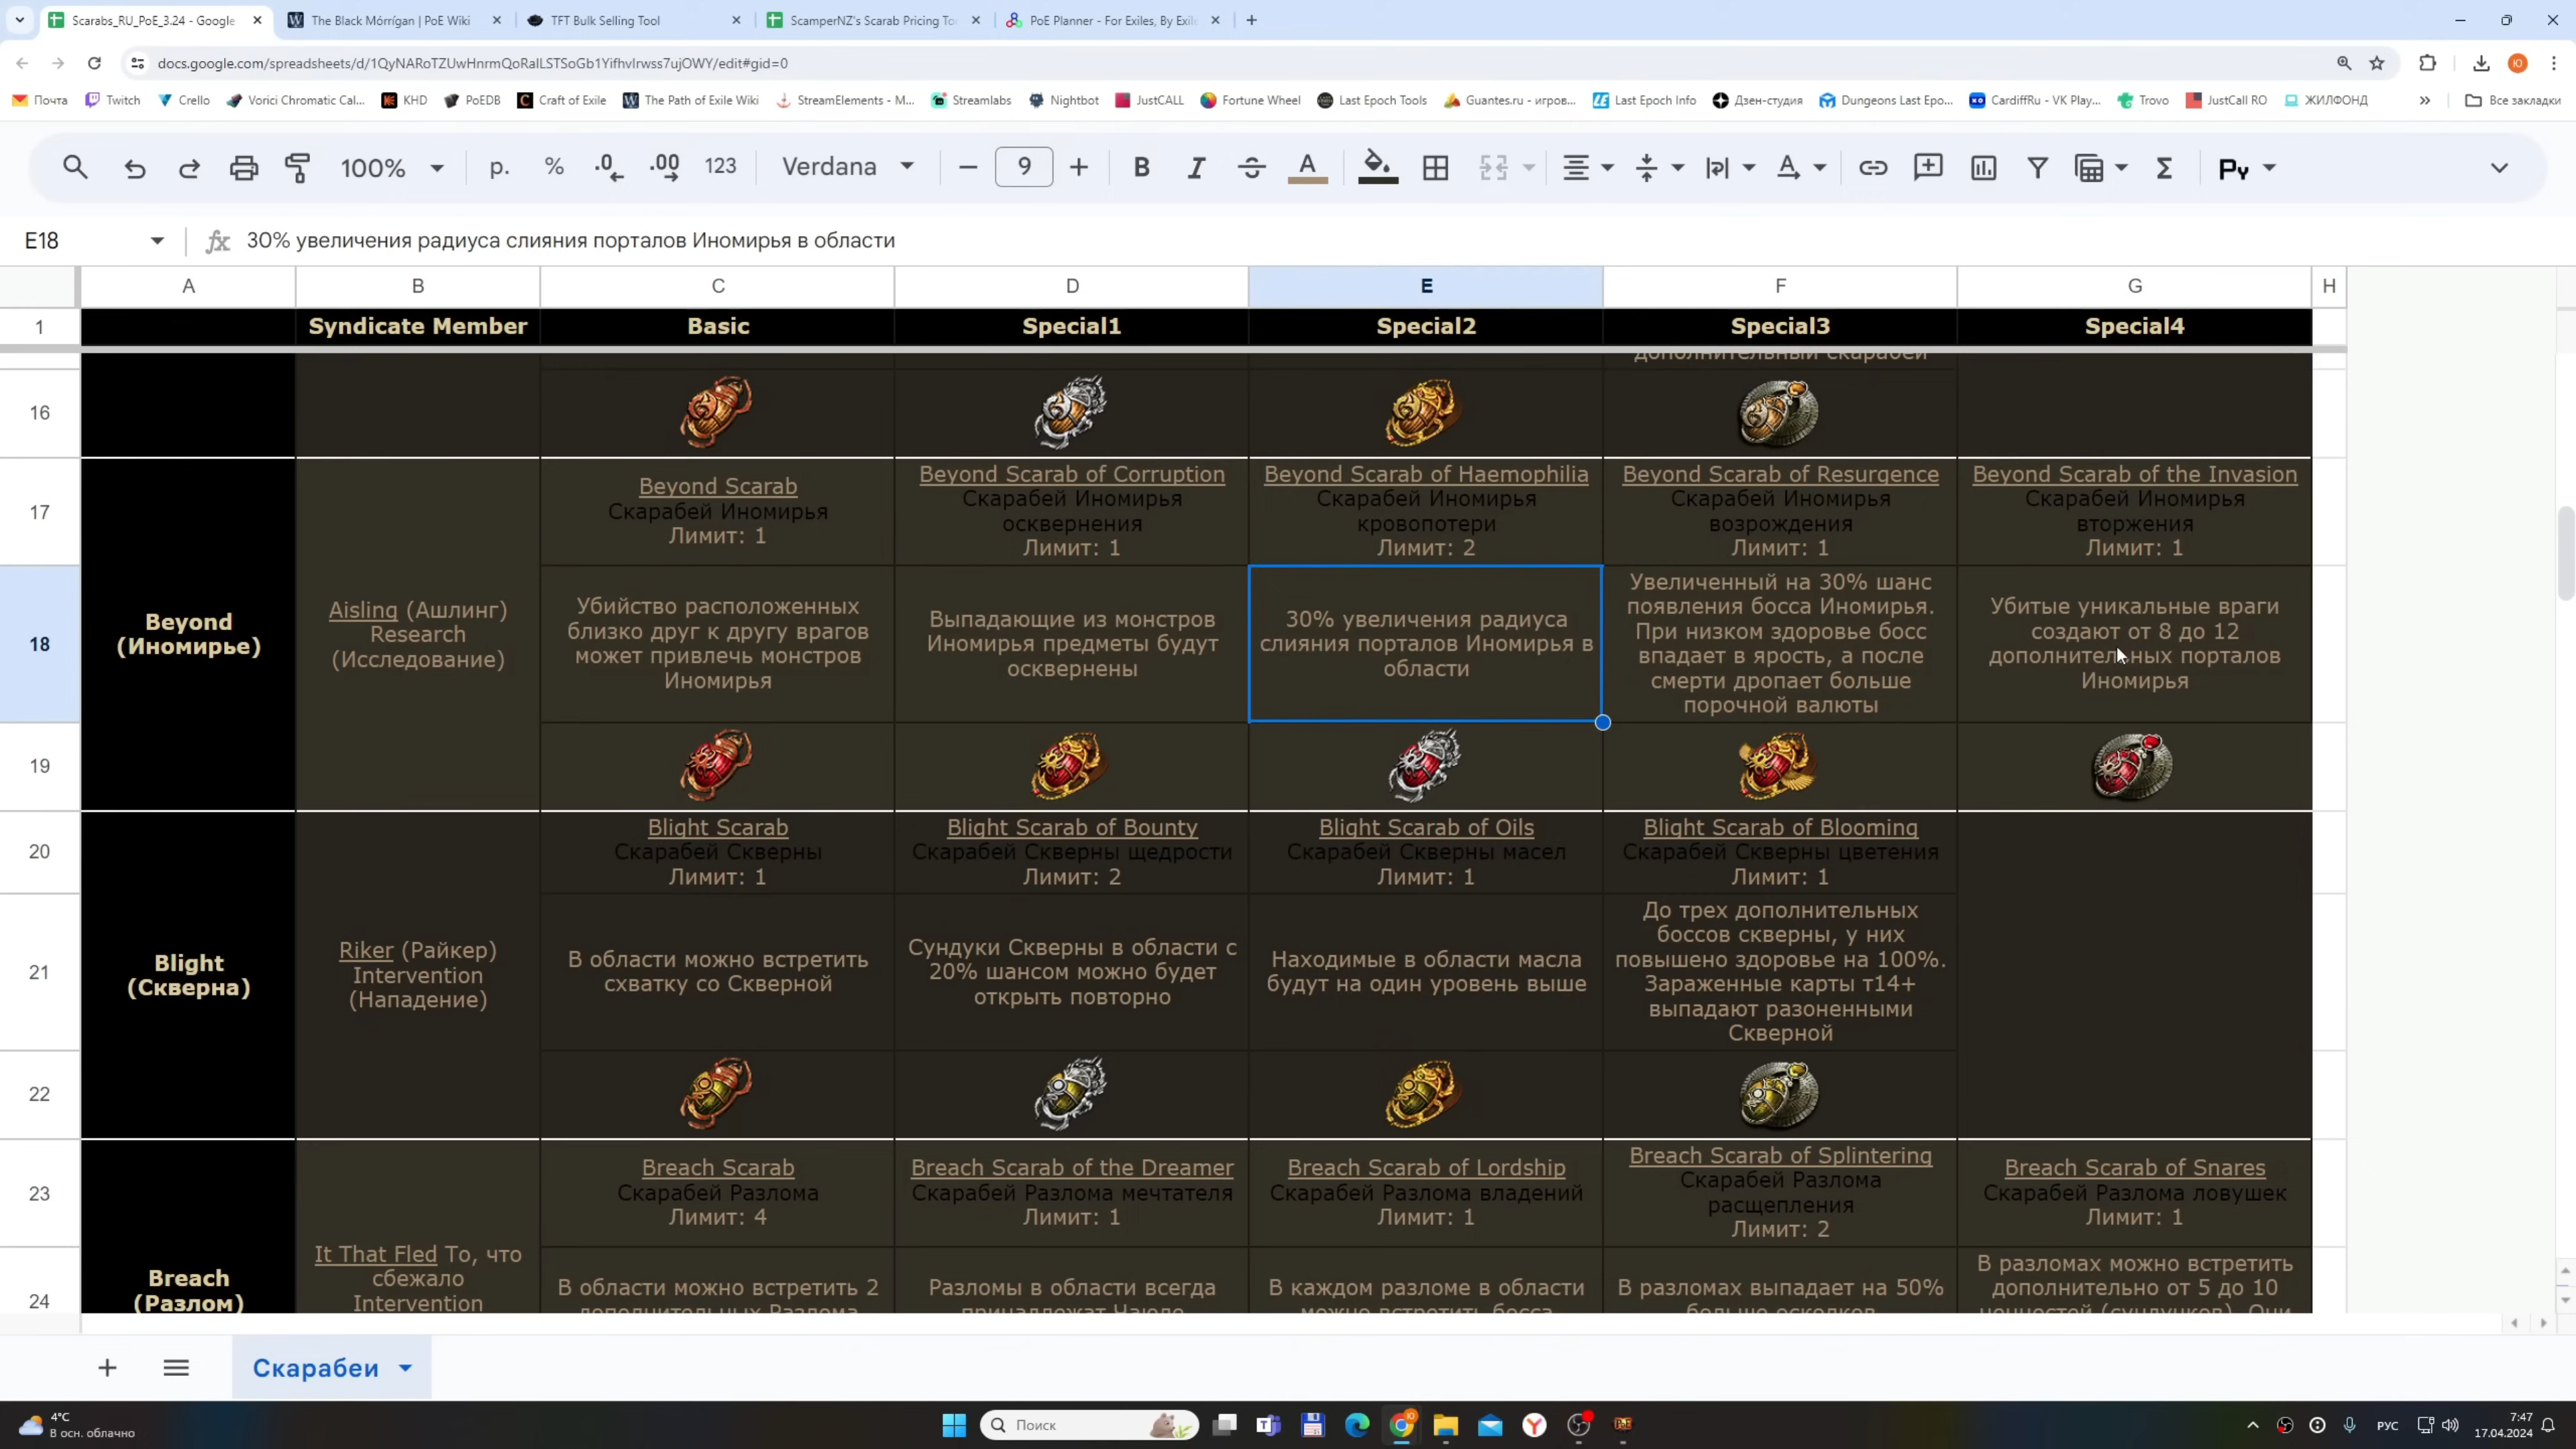 Scarabs_RU_PoE_3.24 - Google
The Black Mórrígan | PoE Wiki
TFT Bulk Selling Tool
ScamperNZ's Scarab Pricing Too
PoE Planner - For Exiles, By Exile
docs.google.com/spreadsheets/d/1QyNARoTZUwHnrmQoRaILSTSoGb1YifhvIrwss7ujOWY/edit#gid=0
Почта
Twitch
Crello
Vorici Chromatic Cal...
KHD
PoEDB
Craft of Exile
The Path of Exile Wiki
StreamElements - M...
Streamlabs
Nightbot
JustCALL
Fortune Wheel
Last Epoch Tools
Guantes.ru - игров...
Last Epoch Info
Дзен-студия
Dungeons Last Epo...
CardiffRu - VK Play...
Trovo
JustCall RO
ЖИЛФОНД
Все закладки
100%
р.
%
.0
.00
123
Verdana
9
E18
30% увеличения радиуса слияния порталов Иномирья в области
A
B
C
D
E
F
G
H
1
Syndicate Member
Basic
Special1
Special2
Special3
Special4
дополнительный скарабей
16
17
Beyond Scarab
Скарабей Иномирья
Лимит: 1
Beyond Scarab of Corruption
Скарабей Иномирья
осквернения
Лимит: 1
Beyond Scarab of Haemophilia
Скарабей Иномирья
кровопотери
Лимит: 2
Beyond Scarab of Resurgence
Скарабей Иномирья
возрождения
Лимит: 1
Beyond Scarab of the Invasion
Скарабей Иномирья
вторжения
Лимит: 1
18
Beyond
(Иномирье)
Aisling (Ашлинг)
Research
(Исследование)
Убийство расположенных
близко друг к другу врагов
может привлечь монстров
Иномирья
Выпадающие из монстров
Иномирья предметы будут
осквернены
30% увеличения радиуса
слияния порталов Иномирья в
области
Увеличенный на 30% шанс
появления босса Иномирья.
При низком здоровье босс
впадает в ярость, а после
смерти дропает больше
порочной валюты
Убитые уникальные враги
создают от 8 до 12
дополнительных порталов
Иномирья
19
20
Blight Scarab
Скарабей Скверны
Лимит: 1
Blight Scarab of Bounty
Скарабей Скверны щедрости
Лимит: 2
Blight Scarab of Oils
Скарабей Скверны масел
Лимит: 1
Blight Scarab of Blooming
Скарабей Скверны цветения
Лимит: 1
21
Blight
(Скверна)
Riker (Райкер)
Intervention
(Нападение)
В области можно встретить
схватку со Скверной
Сундуки Скверны в области с
20% шансом можно будет
открыть повторно
Находимые в области масла
будут на один уровень выше
До трех дополнительных
боссов скверны, у них
повышено здоровье на 100%.
Зараженные карты т14+
выпадают разоненными
Скверной
22
23
Breach Scarab
Скарабей Разлома
Лимит: 4
Breach Scarab of the Dreamer
Скарабей Разлома мечтателя
Лимит: 1
Breach Scarab of Lordship
Скарабей Разлома владений
Лимит: 1
Breach Scarab of Splintering
Скарабей Разлома
расщепления
Лимит: 2
Breach Scarab of Snares
Скарабей Разлома ловушек
Лимит: 1
24
Breach
(Разлом)
It That Fled То, что
сбежало
Intervention
В области можно встретить 2
дополнительных Разлома
Разломы в области всегда
принадлежат Чаюле
В каждом разломе в области
можно встретить босса
В разломах выпадает на 50%
больше осколков
В разломах можно встретить
дополнительно от 5 до 10
ценностей (сундучков). Они
Скарабеи
4°C
В осн. облачно
Поиск
РУС
7:47
17.04.2024